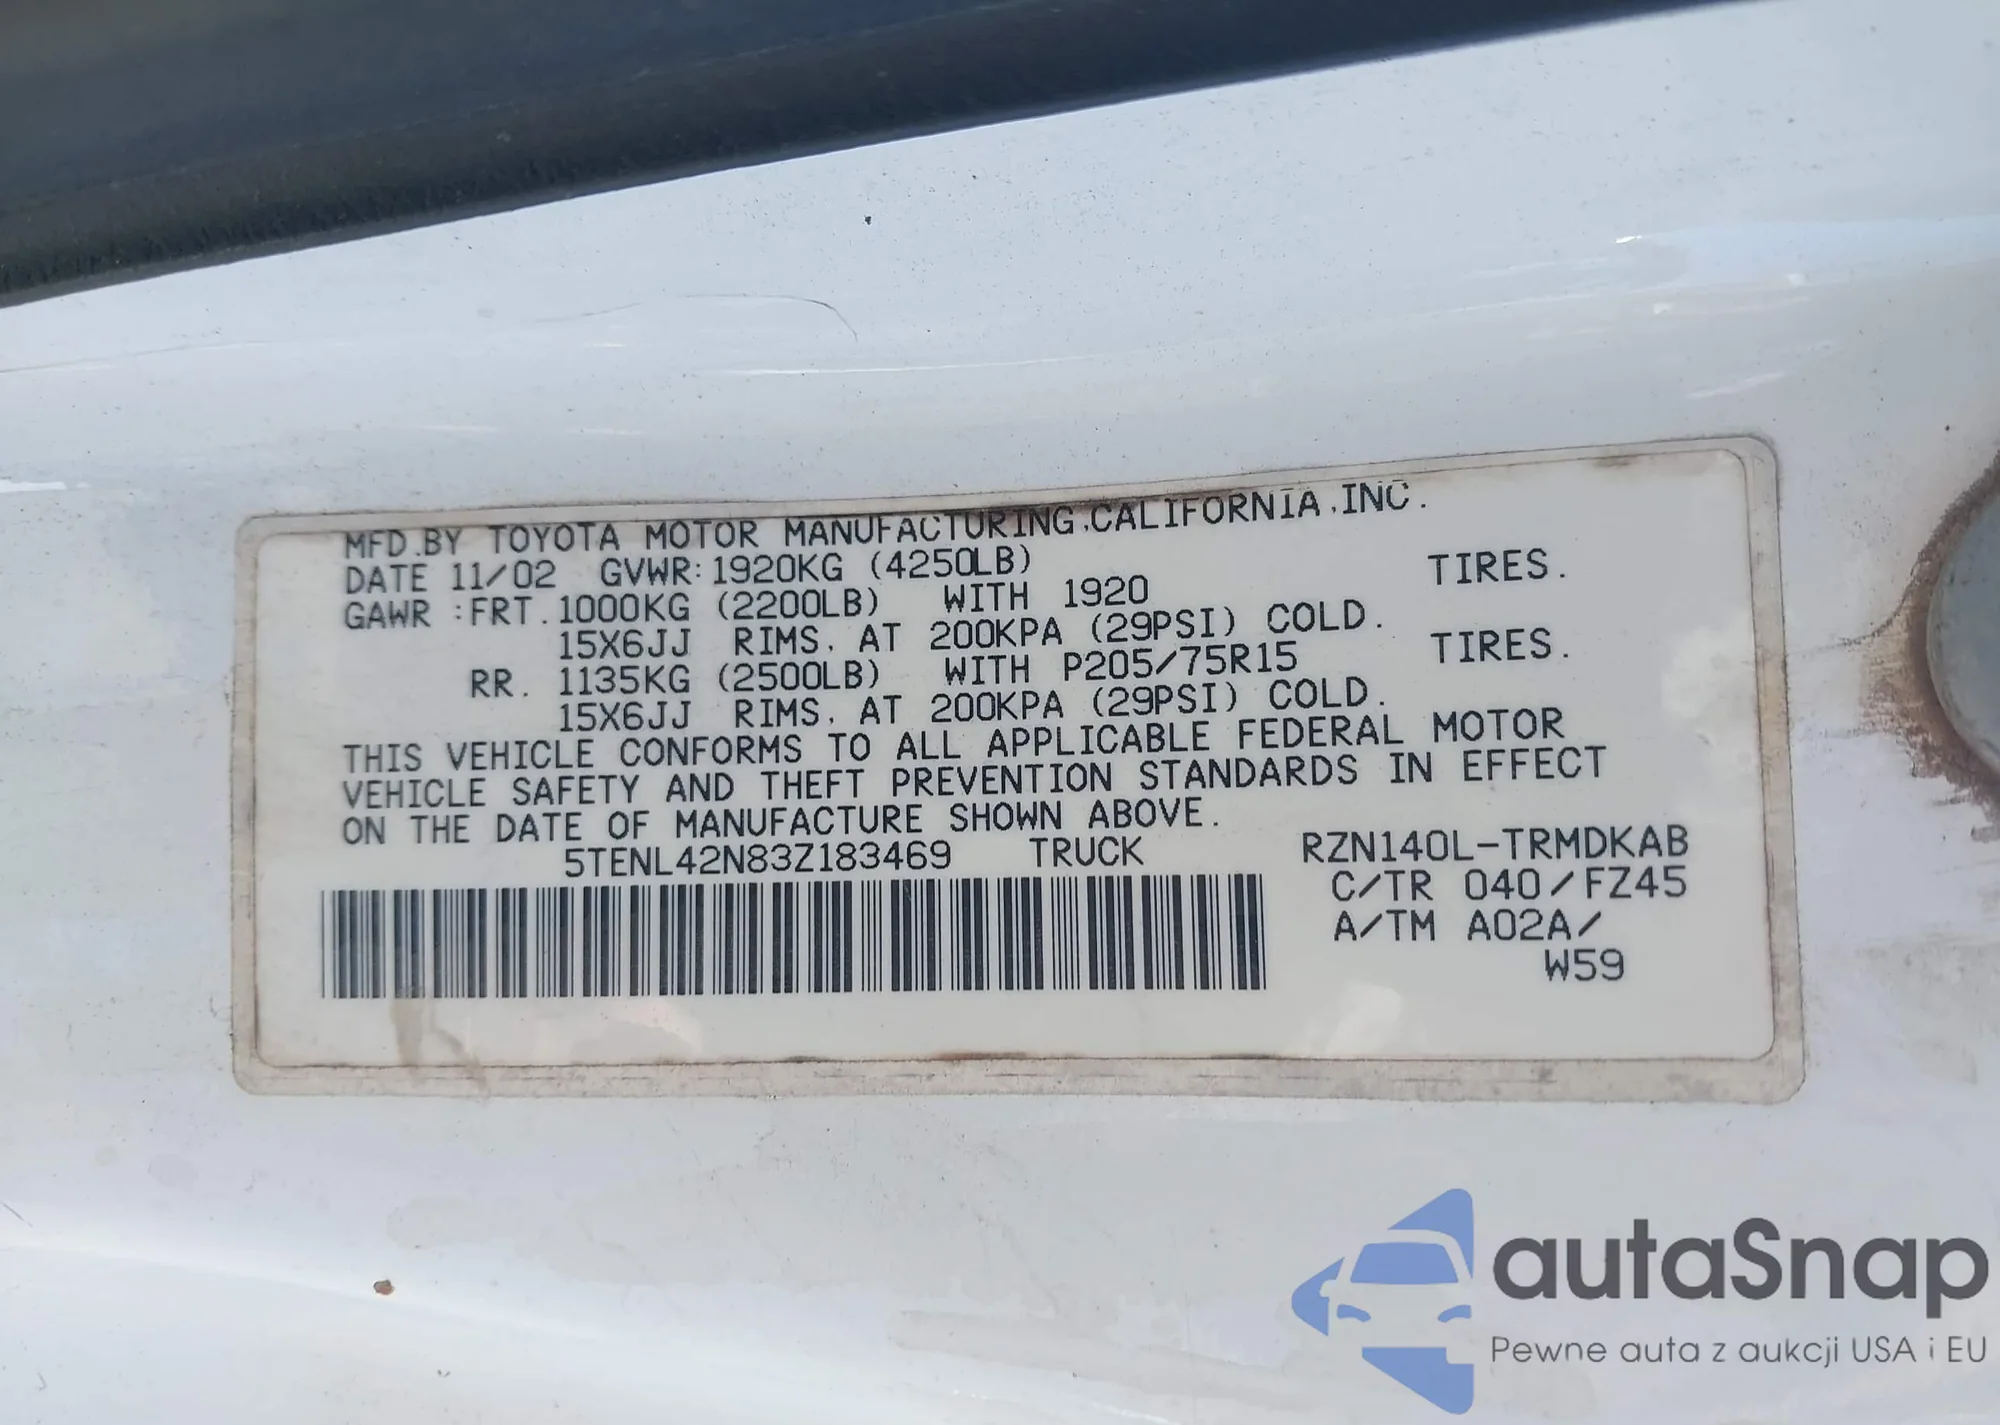 MFD.BY TOYOTA MOTOR MANUFACTURING,CALIFORNIA,INC.
DATE 11/02 GVWR:1920KG (4250LB)
GAWR :FRT.1000KG (2200LB) WITH 1920 TIRES.
15X6JJ RIMS, AT 200KPA (29PSI) COLD.
RR. 1135KG (2500LB) WITH P205/75R15 TIRES.
15X6JJ RIMS, AT 200KPA (29PSI) COLD.
THIS VEHICLE CONFORMS TO ALL APPLICABLE FEDERAL MOTOR
VEHICLE SAFETY AND THEFT PREVENTION STANDARDS IN EFFECT
ON THE DATE OF MANUFACTURE SHOWN ABOVE.
5TENL42N83Z183469 TRUCK RZN140L-TRMDKAB
C/TR 040/FZ45
A/TM A02A/
W59
autaSnap
Pewne auta z aukcji USA i EU